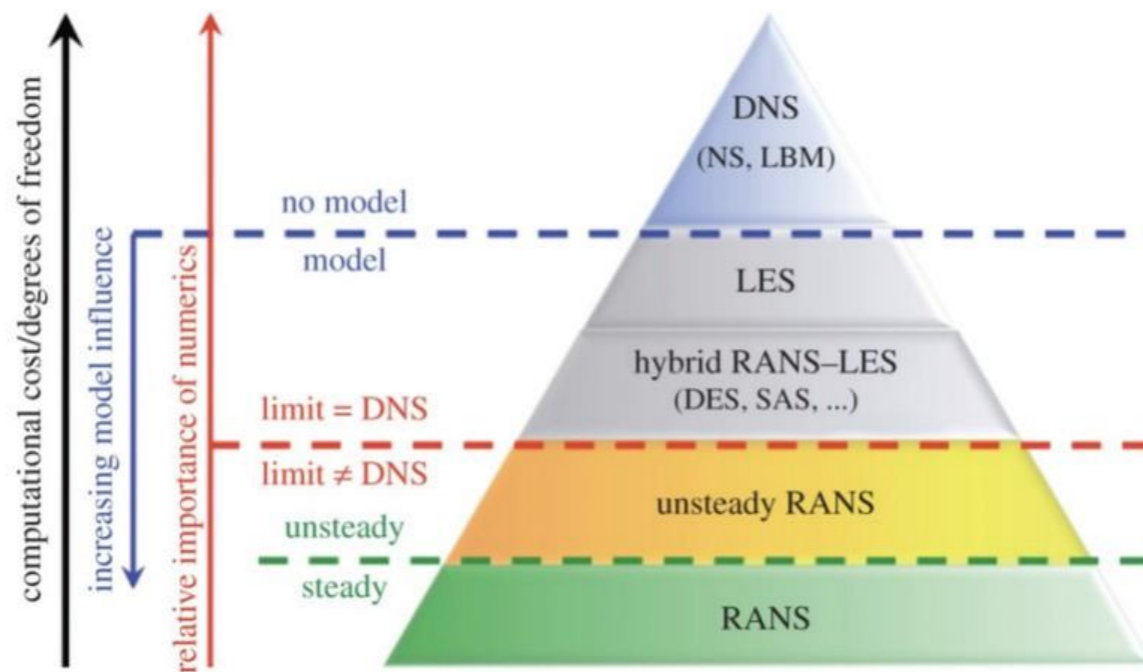 computational cost/degrees of freedom
increasing model influence
relative importance of numerics
no model
model
limit = DNS
limit ≠ DNS
unsteady
steady
DNS
(NS, LBM)
LES
hybrid RANS–LES
(DES, SAS, ...)
unsteady RANS
RANS